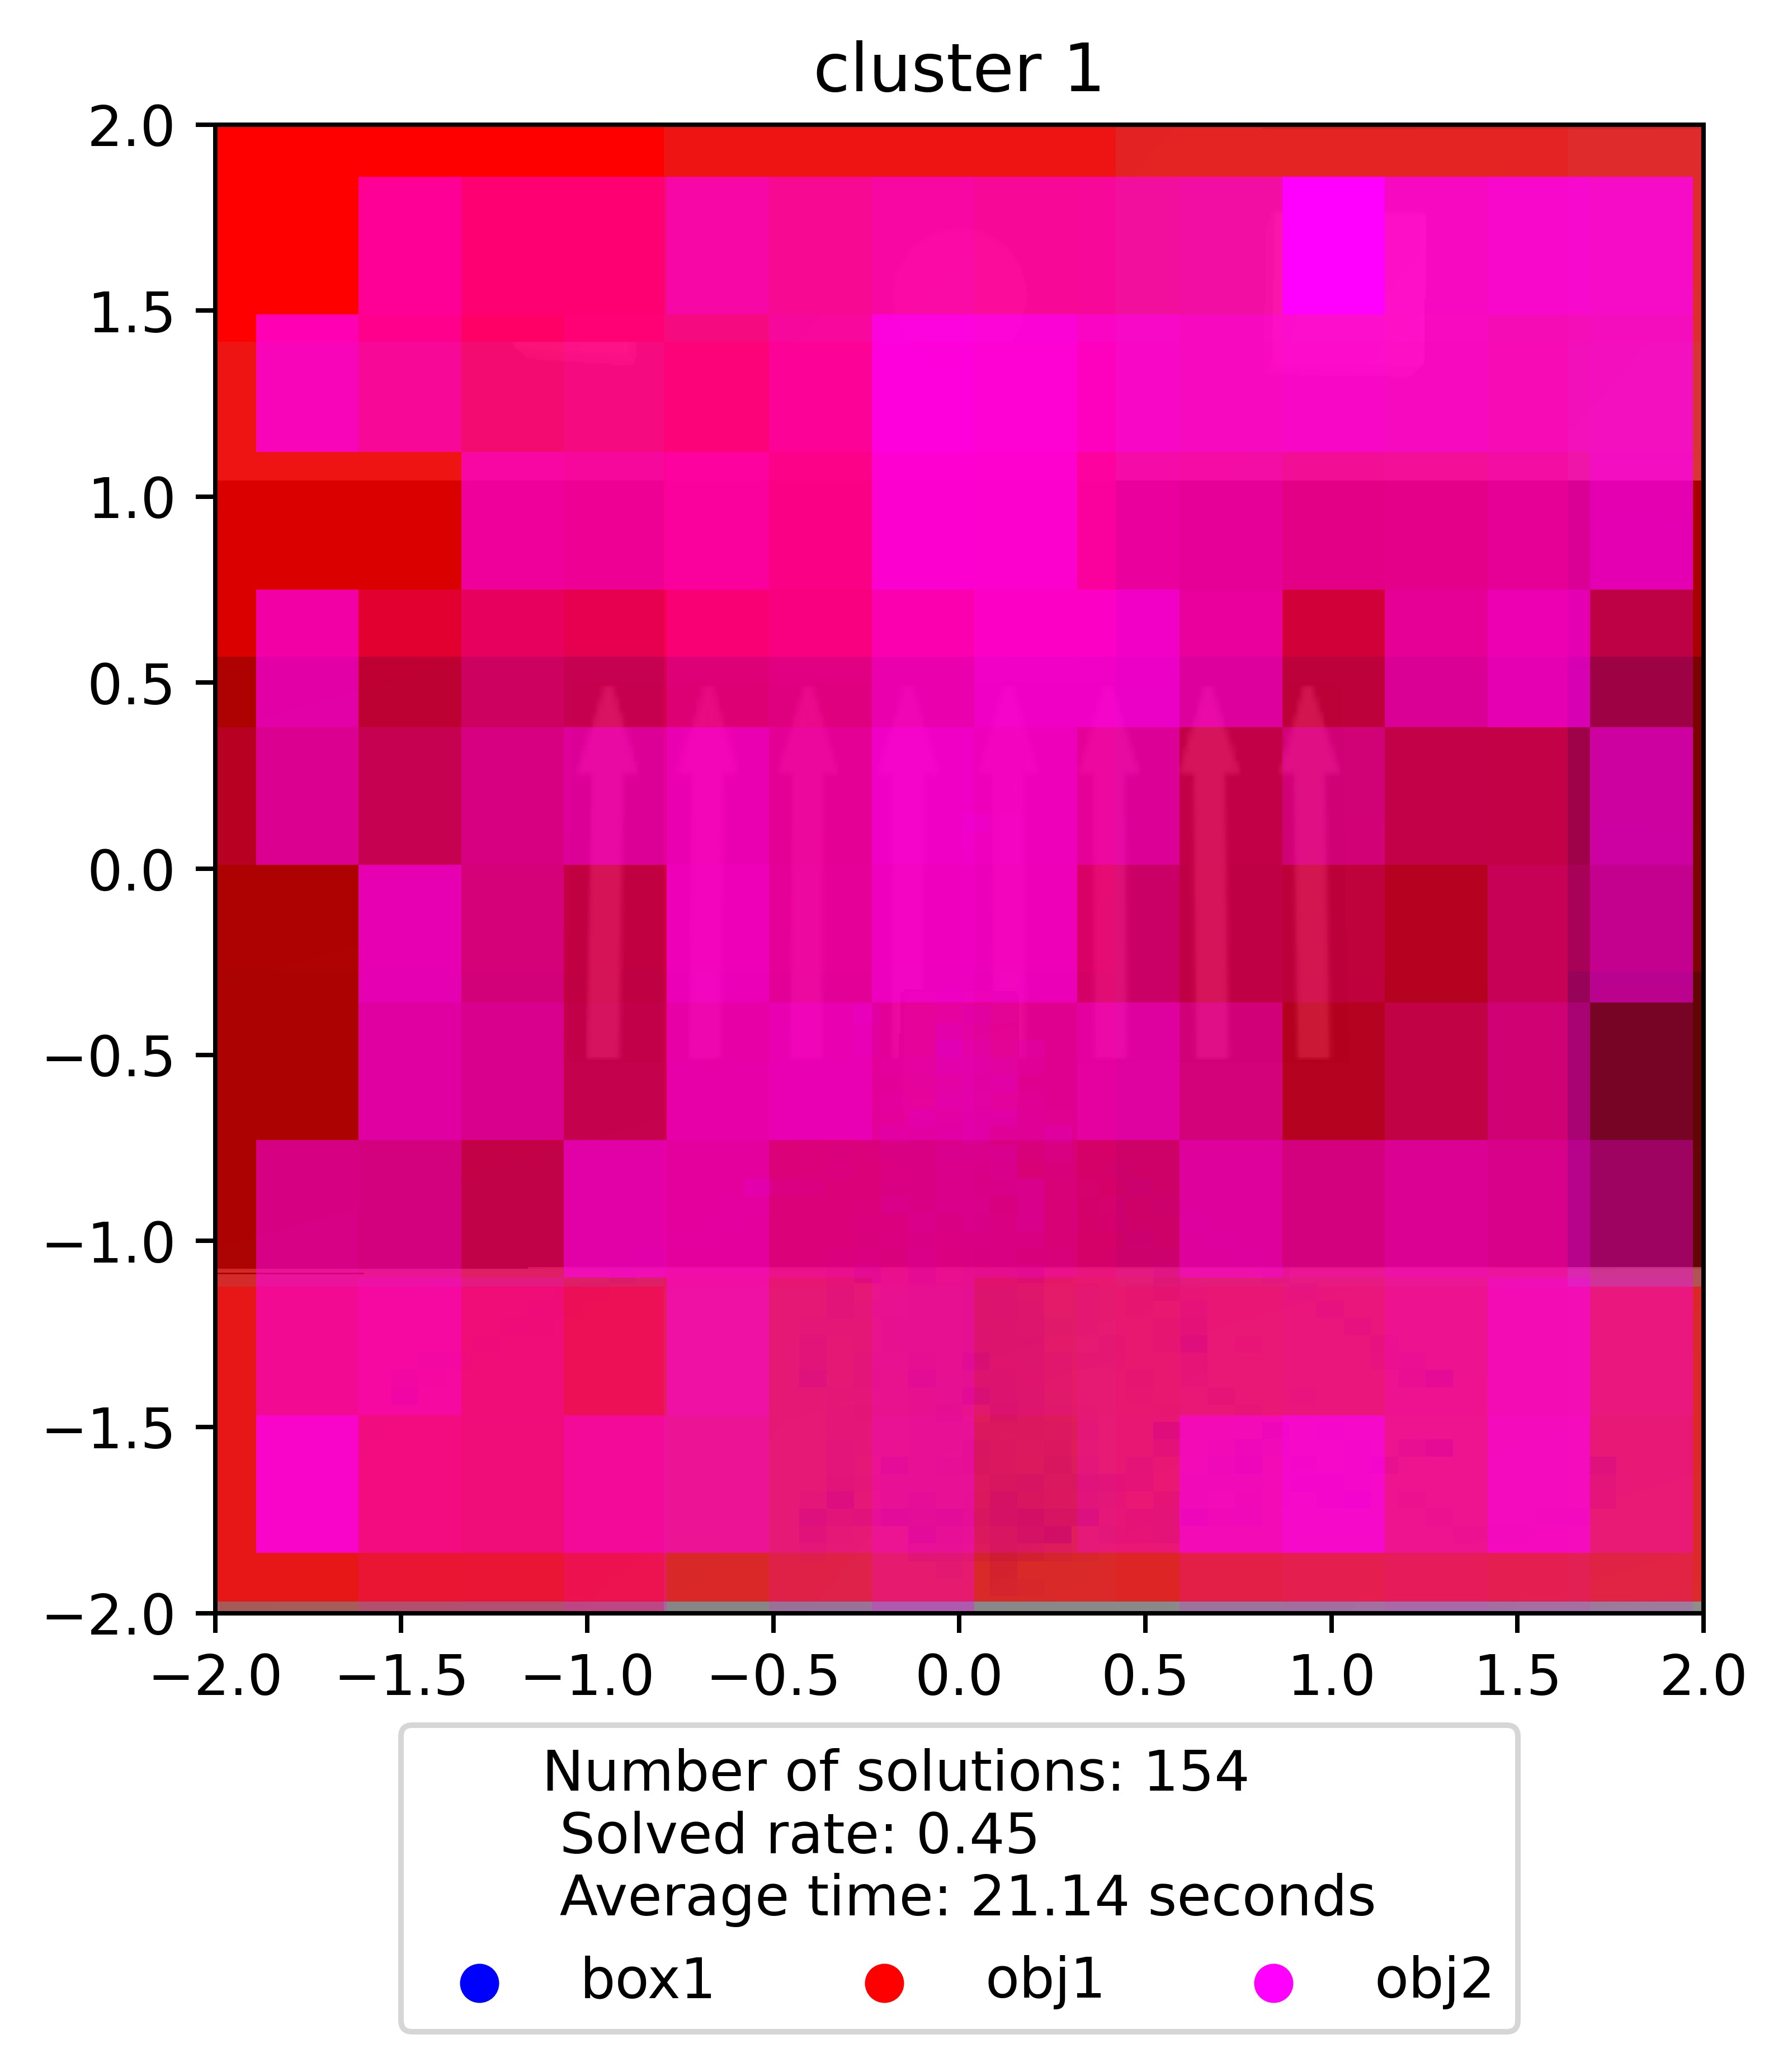 cluster 1
2.0
1.5
1.0
0.5
0.0
−0.5
−1.0
−1.5
−2.0
−2.0 −1.5 −1.0 −0.5 0.0 0.5 1.0 1.5 2.0
Number of solutions: 154
Solved rate: 0.45
Average time: 21.14 seconds
box1 obj1 obj2